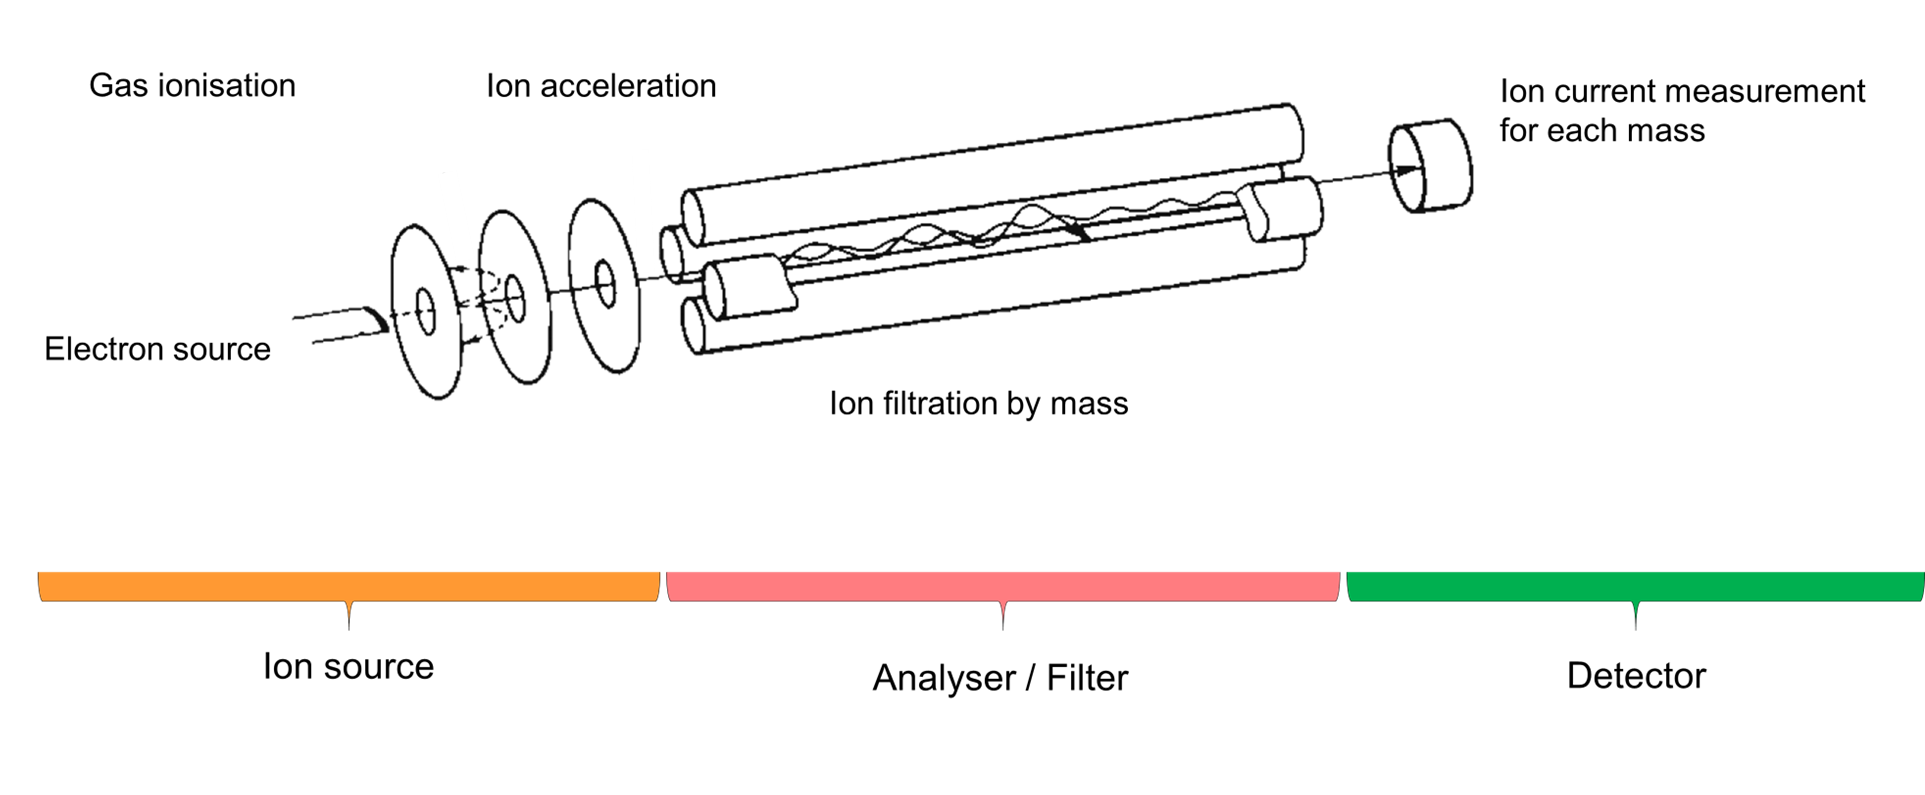 Gas ionisation
Ion acceleration
Ion current measurement
for each mass
Electron source
Ion filtration by mass
Ion source
Analyser / Filter
Detector